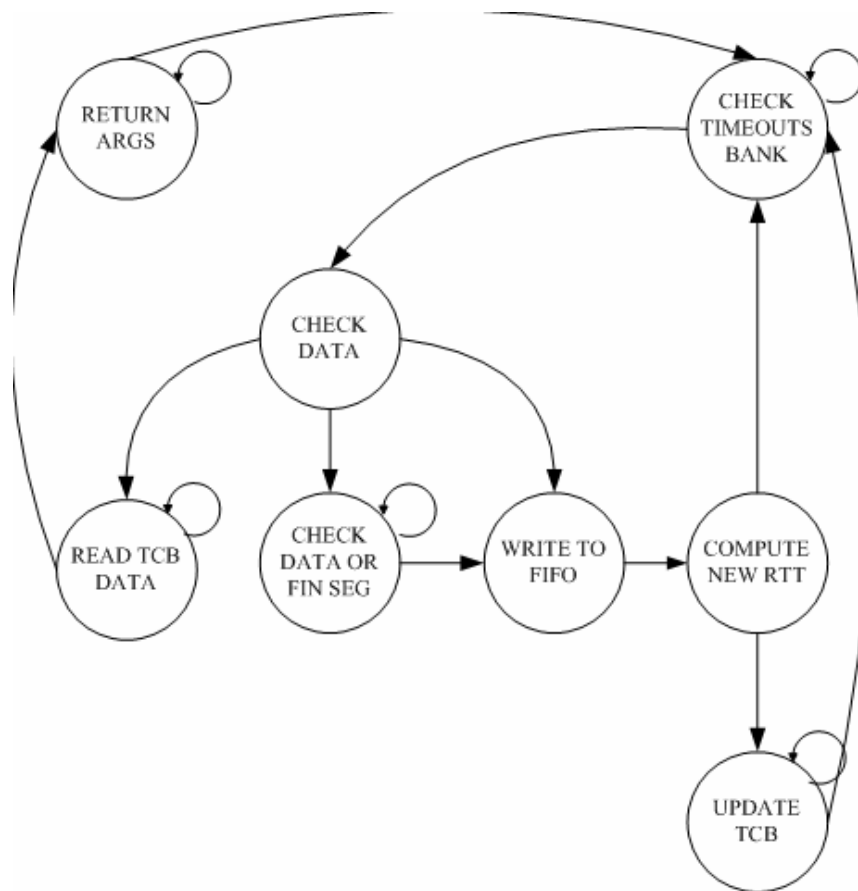 RETURN
ARGS
CHECK
TIMEOUTS
BANK
CHECK
DATA
READ TCB
DATA
CHECK
DATA OR
FIN SEG
WRITE TO
FIFO
COMPUTE
NEW RTT
UPDATE
TCB